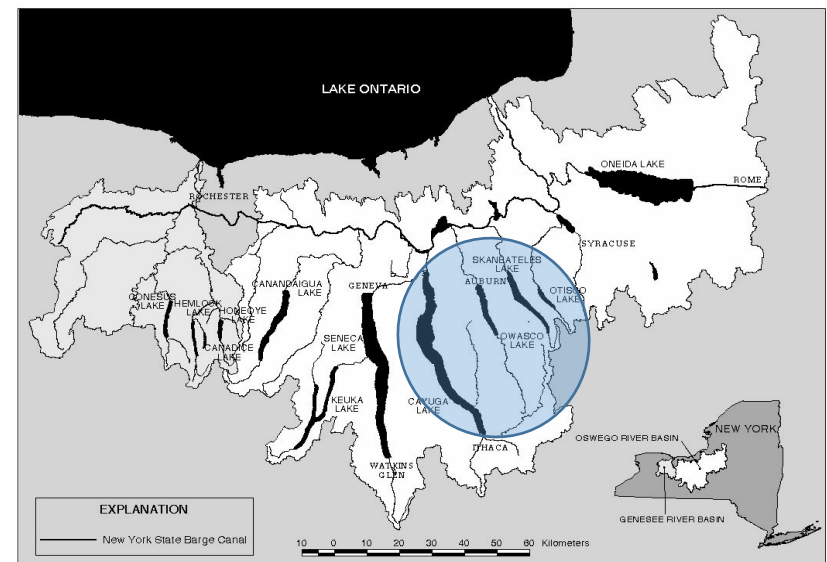 LAKE ONTARIO
ONEIDA LAKE
ROME
ROCHESTER
SYRACUSE
SKANEATELES
LAKE
CANANDAIGUA
LAKE
GENEVA
AUBURN
OTISCO
LAKE
CONESUS
LAKE
HEMLOCK
LAKE
HONEOYE
LAKE
CANADICE
LAKE
SENECA
LAKE
OWASCO
LAKE
KEUKA
LAKE
CAYUGA
LAKE
ITHACA
WATKINS
GLEN
NEW YORK
OSWEGO RIVER BASIN
GENESEE RIVER BASIN
EXPLANATION
New York State Barge Canal
10 0 10 20 30 40 50 60 Kilometers